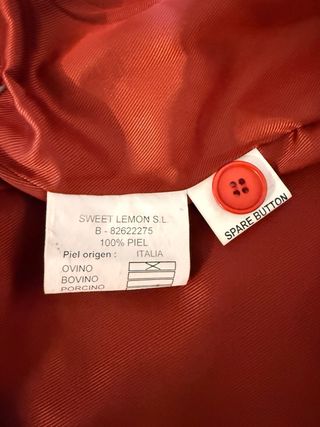 SWEET LEMON S.L
B - 82622275
100% PIEL
Piel origen : ITALIA
OVINO
BOVINO
PORCINO
SPARE BUTTON